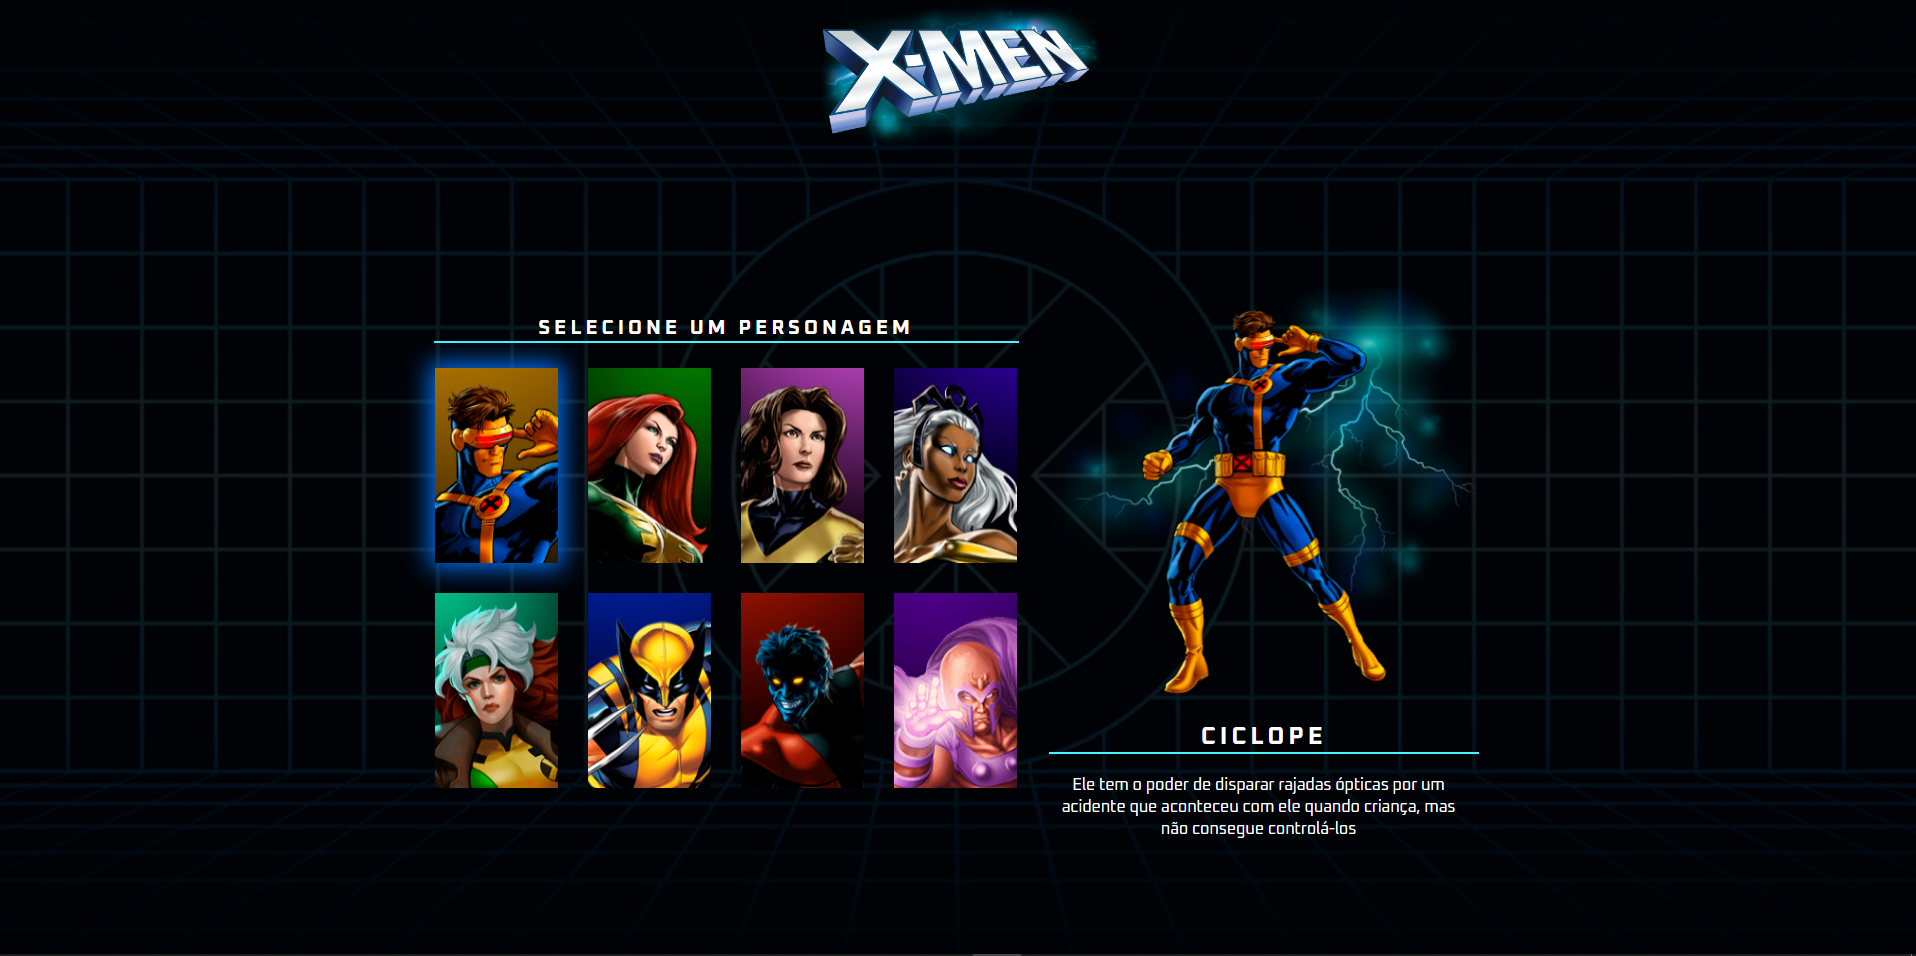 X-MEN
SELECIONE UM PERSONAGEM
CICLOPE
Ele tem o poder de disparar rajadas ópticas por um
acidente que aconteceu com ele quando criança, mas
não consegue controlá-los